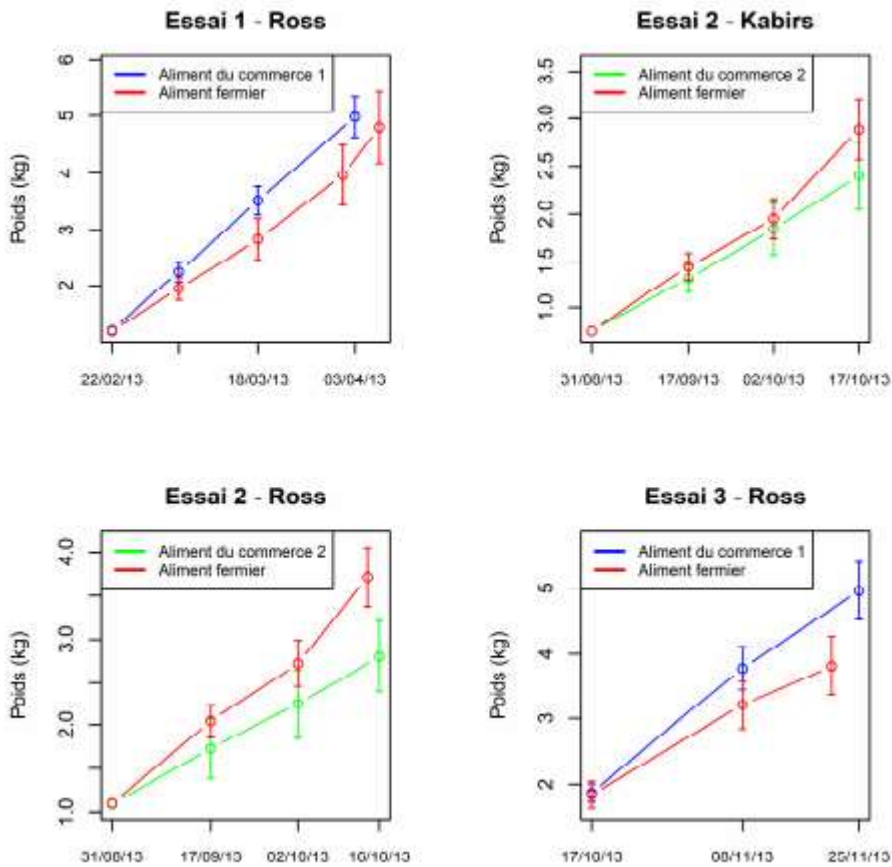 Essai 1 - Ross
Aliment du commerce 1
Aliment fermier
Poids (kg)
6
5
4
3
2
22/02/13 18/03/13 03/04/13
Essai 2 - Kabirs
Aliment du commerce 2
Aliment fermier
Poids (kg)
3.5
3.0
2.5
2.0
1.5
1.0
31/08/13 17/09/13 02/10/13 17/10/13
Essai 2 - Ross
Aliment du commerce 2
Aliment fermier
Poids (kg)
4.0
3.0
2.0
1.0
31/08/13 17/09/13 02/10/13 16/10/13
Essai 3 - Ross
Aliment du commerce 1
Aliment fermier
Poids (kg)
5
4
3
2
17/10/13 08/11/13 25/11/13